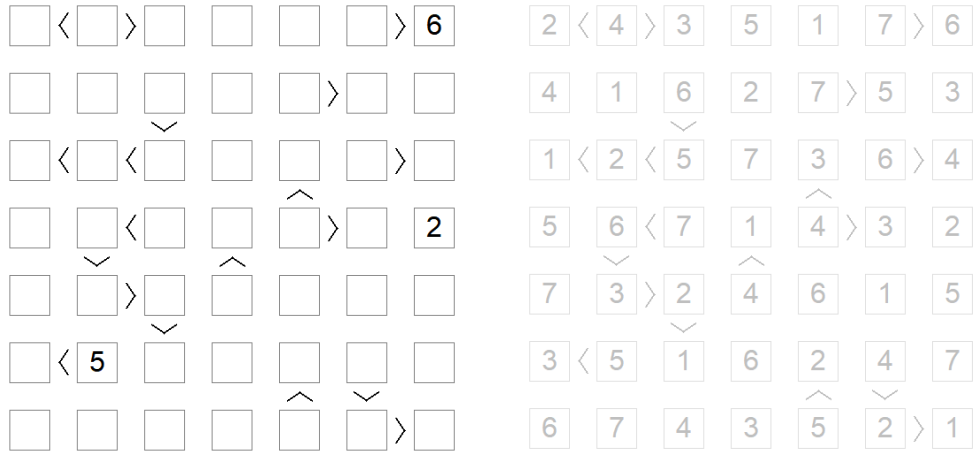 < > > 6 2 < 4 > 3 5 1 7 > 6
> 4 1 6 2 7 > 5 3
﹀ ﹀
< < > 1 < 2 < 5 7 3 6 > 4
︿ ︿
< > 2 5 6 < 7 1 4 > 3 2
﹀ ︿ ﹀ ︿
> 7 3 > 2 4 6 1 5
﹀ ﹀
< 5 3 < 5 1 6 2 4 7
︿ ﹀ ︿ ﹀
> 6 7 4 3 5 2 > 1